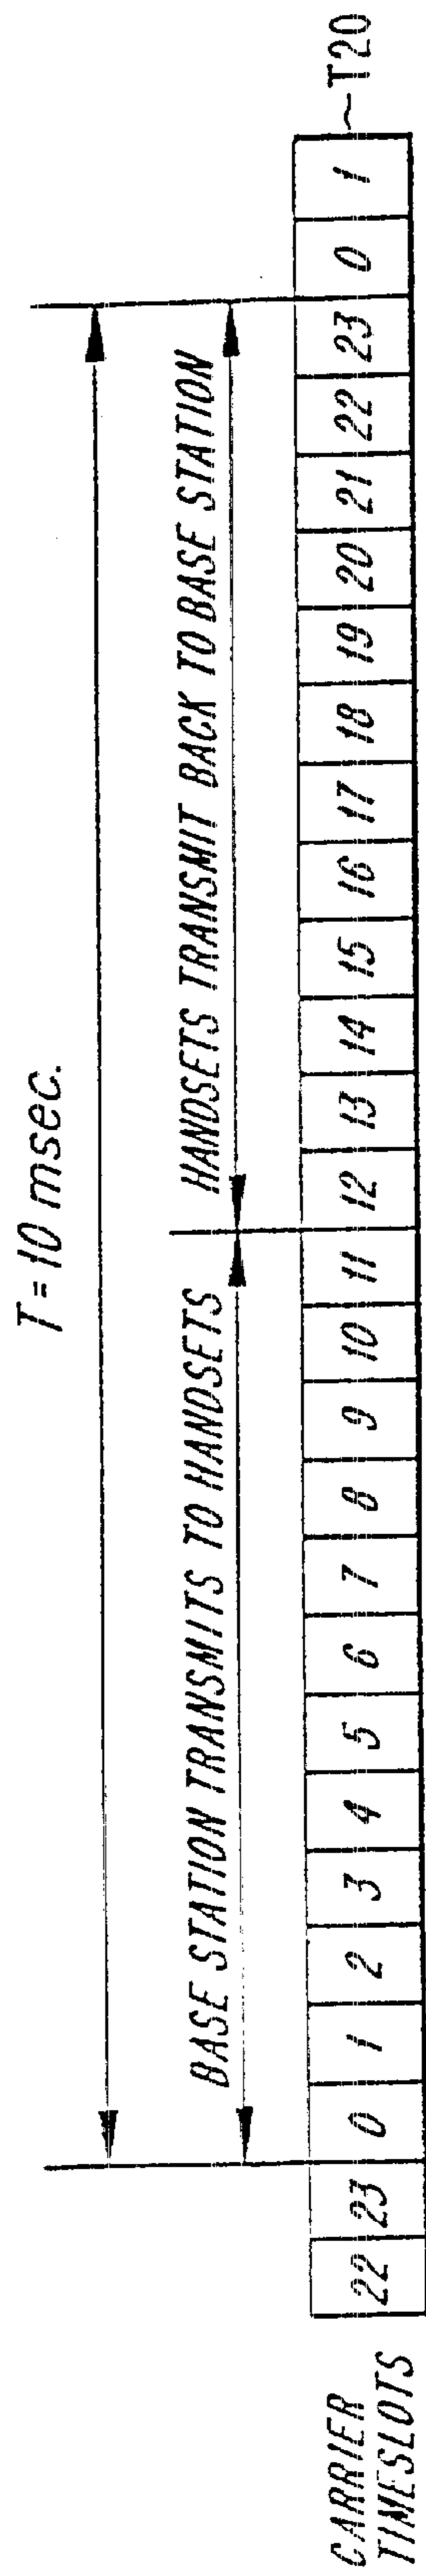 T = 10 msec.
BASE STATION TRANSMITS TO HANDSETS HANDSETS TRANSMIT BACK TO BASE STATION
CARRIER
TIMESLOTS
22 23 0 1 2 3 4 5 6 7 8 9 10 11 12 13 14 15 16 17 18 19 20 21 22 23 0 1 ~T20